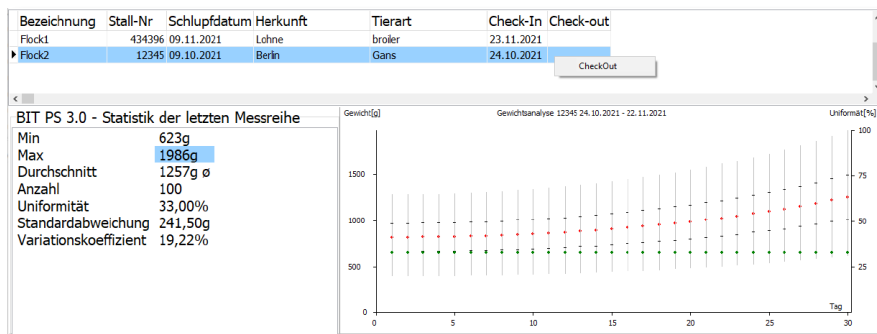 Bezeichnung Stall-Nr Schlupfdatum Herkunft Tierart Check-In Check-out
Flock1 434396 09.11.2021 Lohne broiler 23.11.2021
Flock2 12345 09.10.2021 Berlin Gans 24.10.2021
CheckOut
BIT PS 3.0 - Statistik der letzten Messreihe
Min 623g
Max 1986g
Durchschnitt 1257g ø
Anzahl 100
Uniformität 33,00%
Standardabweichung 241,50g
Variationskoeffizient 19,22%
Gewicht[g] Gewichtsanalyse 12345 24.10.2021 - 22.11.2021 Uniformät[%]
100
1500 75
1000 50
500 25
0 Tag
0 5 10 15 20 25 30